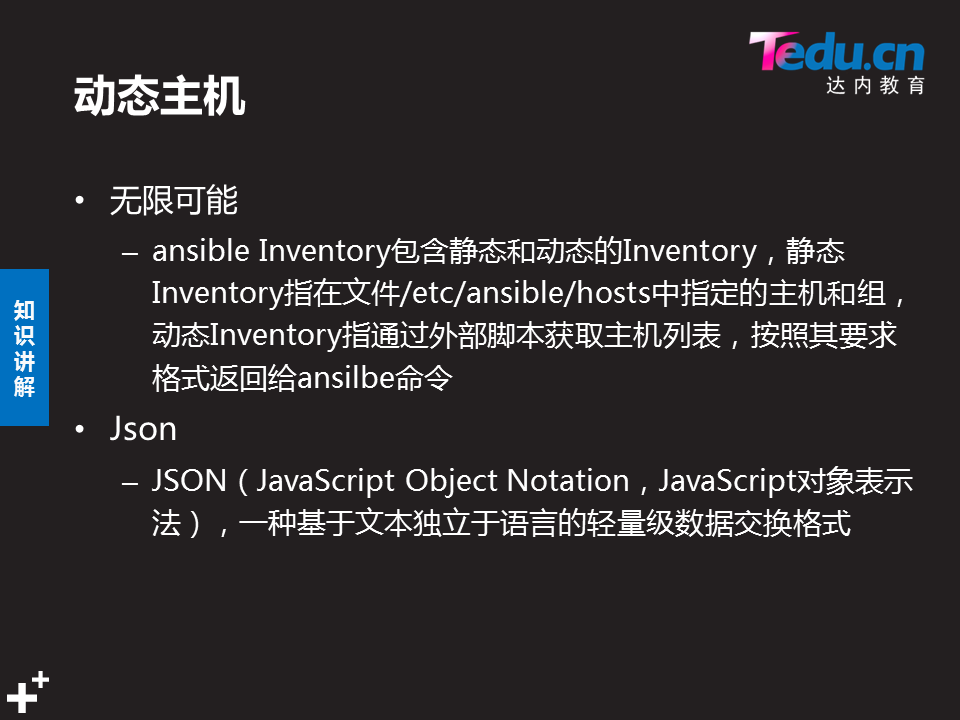 Tedu.cn
达内教育
动态主机
• 无限可能
– ansible Inventory包含静态和动态的Inventory，静态
Inventory指在文件/etc/ansible/hosts中指定的主机和组，
动态Inventory指通过外部脚本获取主机列表，按照其要求
格式返回给ansilbe命令
• Json
– JSON（JavaScript Object Notation，JavaScript对象表示
法），一种基于文本独立于语言的轻量级数据交换格式
知
识
讲
解